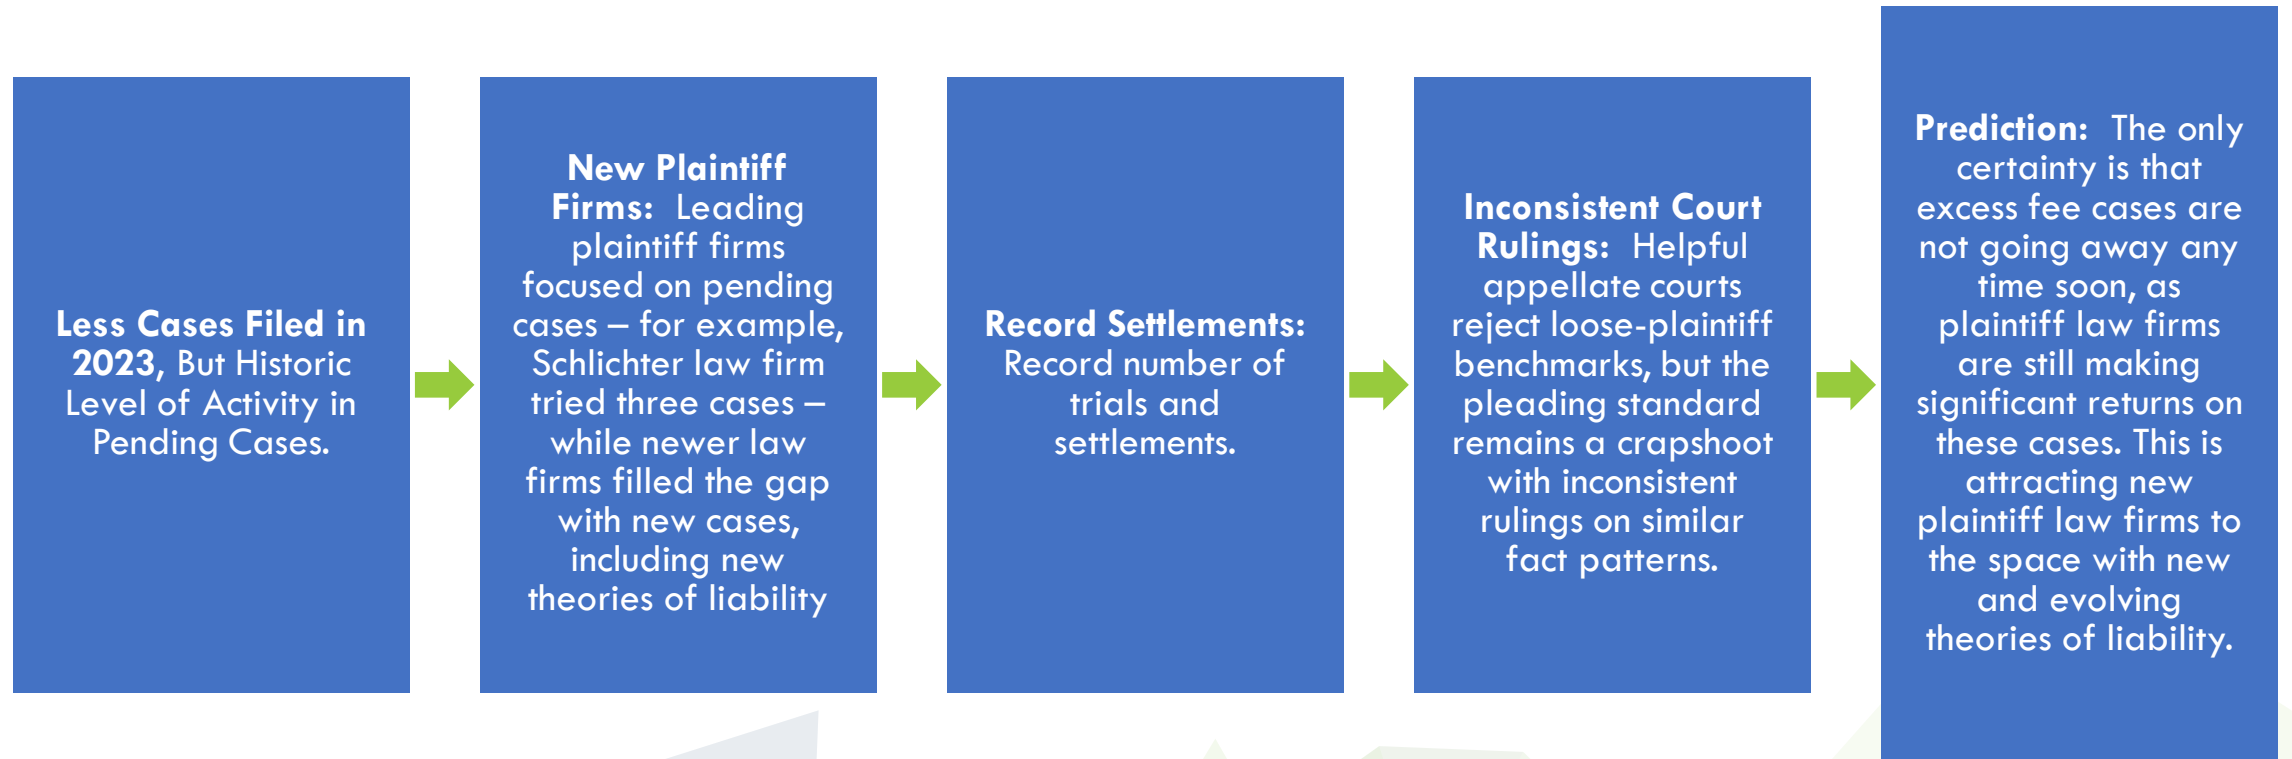 Less Cases Filed in
2023, But Historic
Level of Activity in
Pending Cases.
New Plaintiff
Firms:  Leading
plaintiff firms
focused on pending
cases – for example,
Schlichter law firm
tried three cases –
while newer law
firms filled the gap
with new cases,
including new
theories of liability
Record Settlements:
Record number of
trials and
settlements.
Inconsistent Court
Rulings:  Helpful
appellate courts
reject loose-plaintiff
benchmarks, but the
pleading standard
remains a crapshoot
with inconsistent
rulings on similar
fact patterns.
Prediction:  The only
certainty is that
excess fee cases are
not going away any
time soon, as
plaintiff law firms
are still making
significant returns on
these cases. This is
attracting new
plaintiff law firms to
the space with new
and evolving
theories of liability.